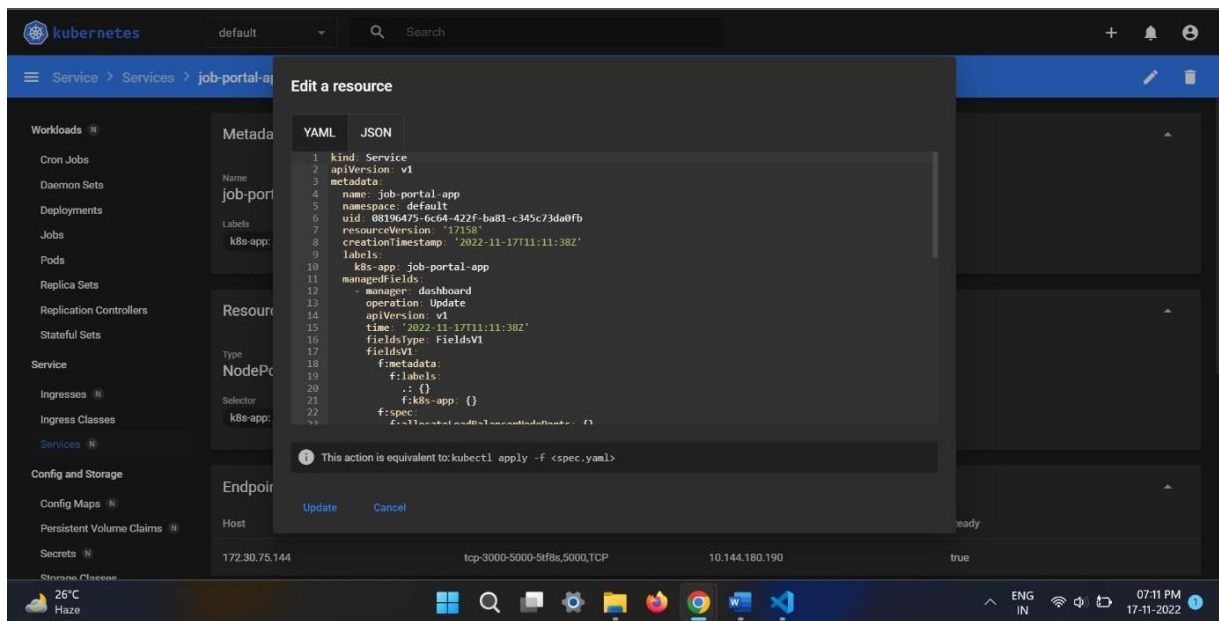 kubernetes
default
Search
Service > Services > job-portal-a
Edit a resource
Workloads N
Cron Jobs
Daemon Sets
Deployments
Jobs
Pods
Replica Sets
Replication Controllers
Stateful Sets
Service
Ingresses N
Ingress Classes
Services N
Config and Storage
Config Maps N
Persistent Volume Claims N
Secrets N
Storage Classes
Metada
Name
job-port
Labels
k8s-app:
Resourc
Type
NodePo
Selector
k8s-app:
Endpoin
YAML JSON
1 kind: Service
2 apiVersion: v1
3 metadata:
4 name: job-portal-app
5 namespace: default
6 uid: 08196475-6c64-422f-ba81-c345c73da0fb
7 resourceVersion: '17158'
8 creationTimestamp: '2022-11-17T11:11:38Z'
9 labels:
10 k8s-app: job-portal-app
11 managedFields:
12 - manager: dashboard
13 operation: Update
14 apiVersion: v1
15 time: '2022-11-17T11:11:38Z'
16 fieldsType: FieldsV1
17 fieldsV1:
18 f:metadata:
19 f:labels:
20 .: {}
21 f:k8s-app: {}
22 f:spec:
23 f:allocateLoadBalancerNodePorts: {}
This action is equivalent to: kubectl apply -f <spec.yaml>
Update Cancel
Host eady
172.30.75.144 tcp-3000-5000-5tf8s,5000,TCP 10.144.180.190 true
26°C
Haze
ENG
IN
07:11 PM
17-11-2022
1